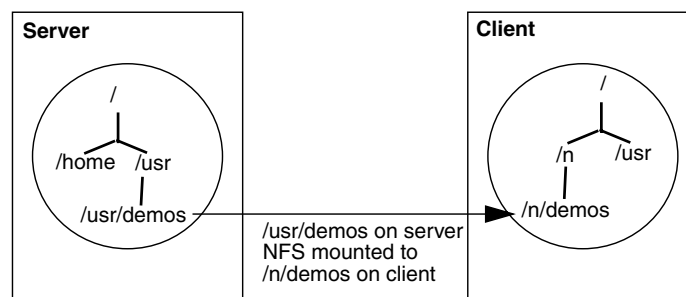 Server
/
/home
/usr
/usr/demos
/usr/demos on server
NFS mounted to
/n/demos on client
Client
/
/n
/usr
/n/demos